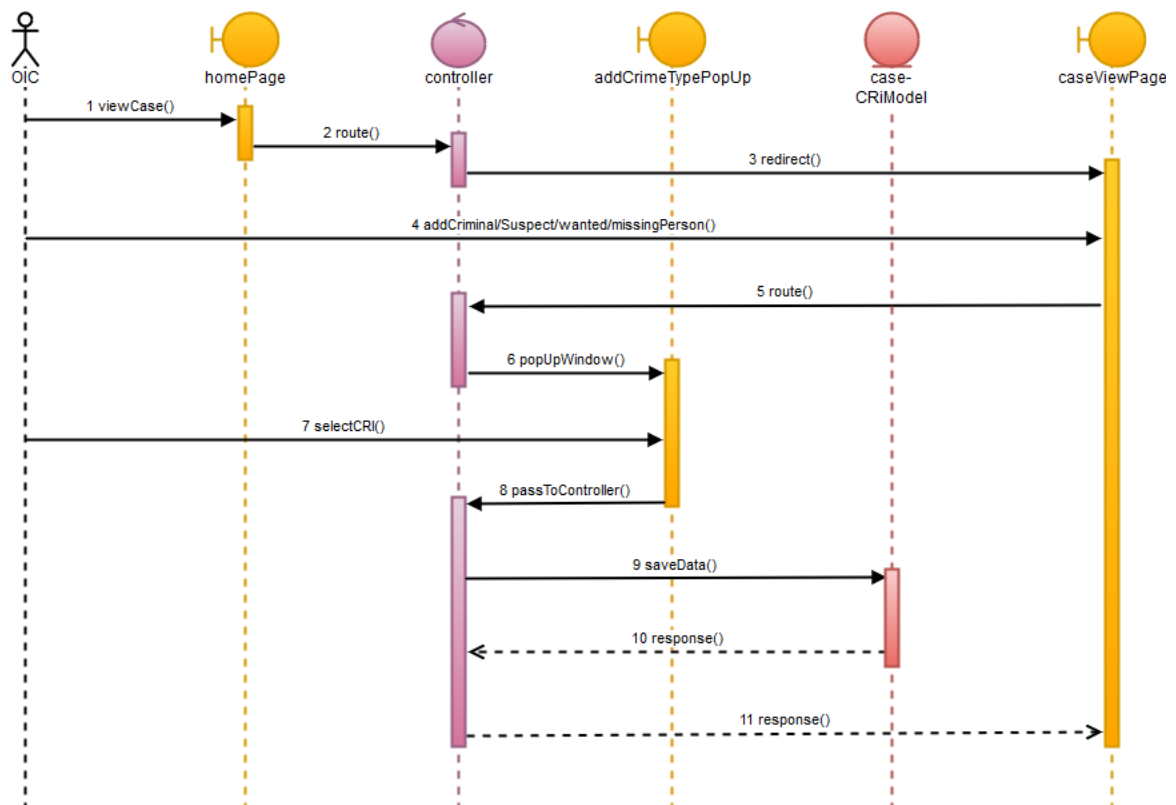 OIC
homePage
controller
addCrimeTypePopUp
case-
CRiModel
caseViewPage
1 viewCase()
2 route()
3 redirect()
4 addCriminal/Suspect/wanted/missingPerson()
5 route()
6 popUpWindow()
7 selectCRI()
8 passToController()
9 saveData()
10 response()
11 response()